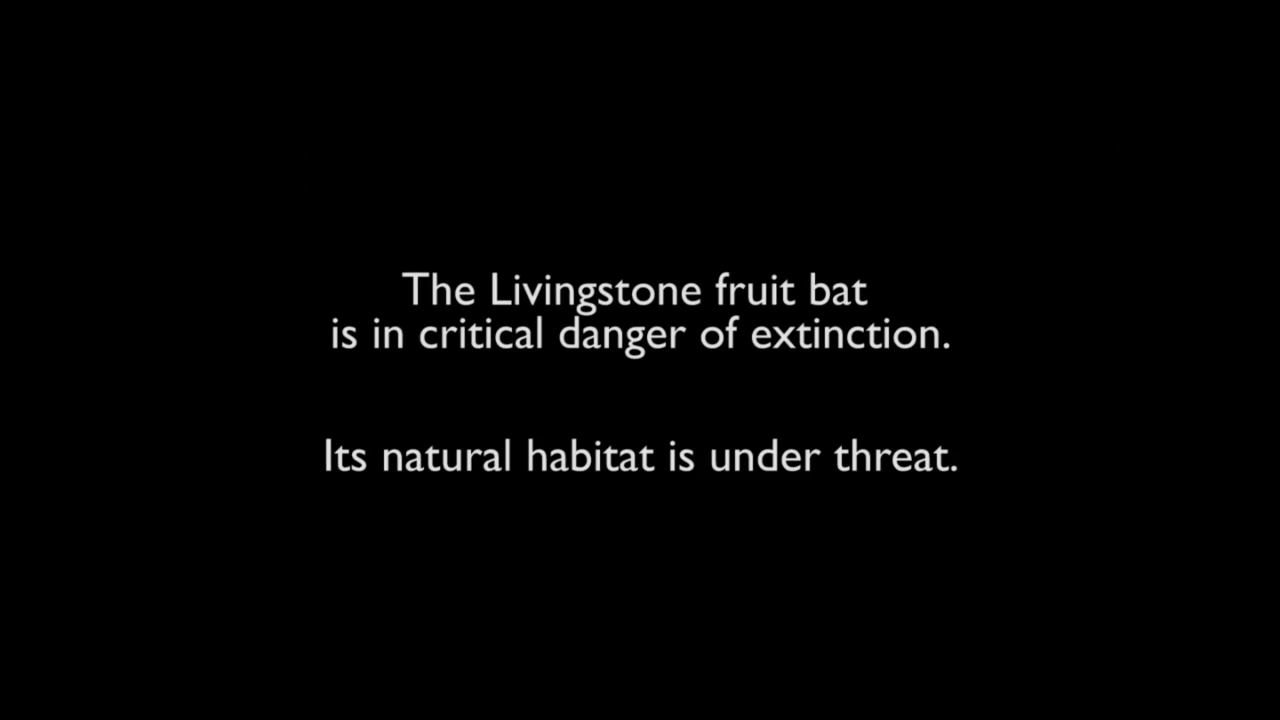 The Livingstone fruit bat
is in critical danger of extinction.
Its natural habitat is under threat.